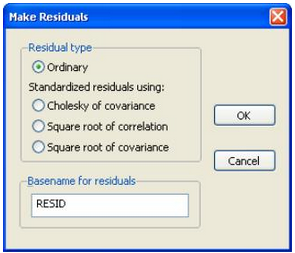 Make Residuals
Residual type
Ordinary
Standardized residuals using:
Cholesky of covariance
Square root of correlation
Square root of covariance
OK
Cancel
Basename for residuals
RESID